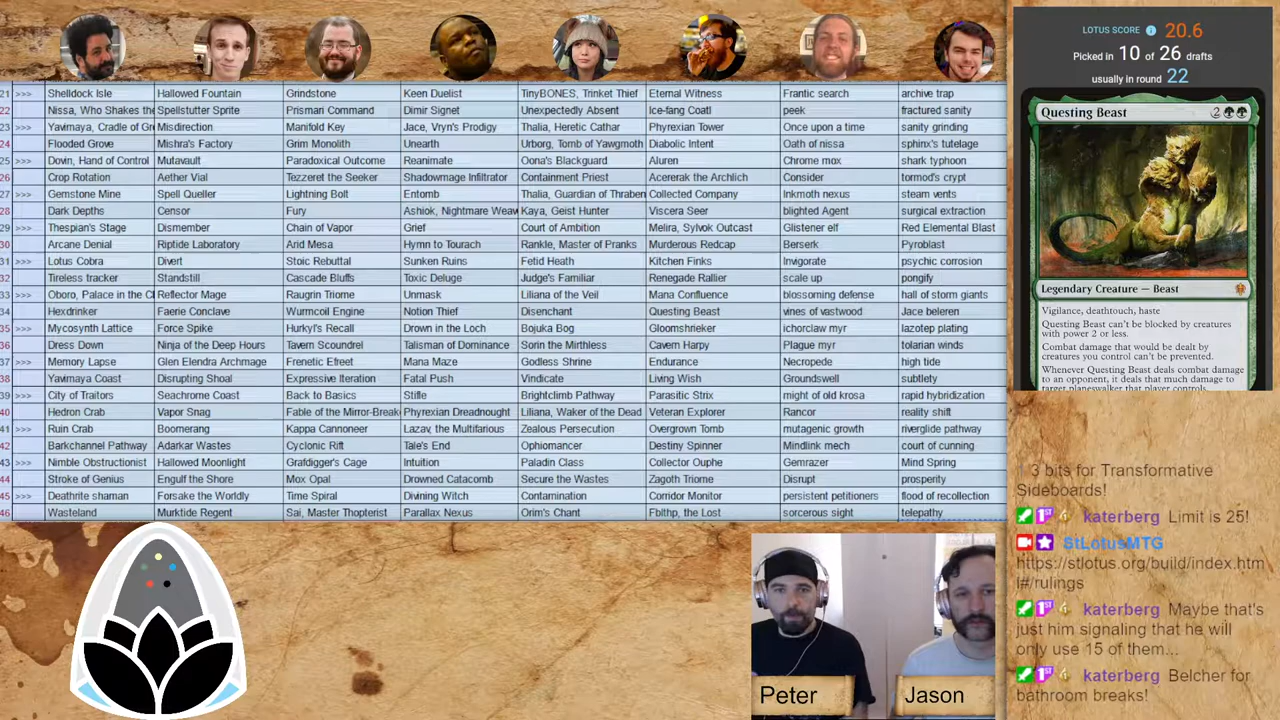 21 >>> Shelldock Isle Hallowed Fountain Grindstone Keen Duelist TinyBONES, Trinket Thief Eternal Witness Frantic search archive trap
22 Nissa, Who Shakes the Spellstutter Sprite Prismari Command Dimir Signet Unexpectedly Absent Ice-fang Coatl peek fractured sanity
23 >>> Yavimaya, Cradle of Gr Misdirection Manifold Key Jace, Vryn's Prodigy Thalia, Heretic Cathar Phyrexian Tower Once upon a time sanity grinding
24 Flooded Grove Mishra's Factory Grim Monolith Unearth Urborg, Tomb of Yawgmoth Diabolic Intent Oath of nissa sphinx's tutelage
25 >>> Dovin, Hand of Control Mutavault Paradoxical Outcome Reanimate Oona's Blackguard Aluren Chrome mox shark typhoon
26 Crop Rotation Aether Vial Tezzeret the Seeker Shadowmage Infiltrator Containment Priest Acererak the Archlich Consider tormod's crypt
27 >>> Gemstone Mine Spell Queller Lightning Bolt Entomb Thalia, Guardian of Thraben Collected Company Inkmoth nexus steam vents
28 Dark Depths Censor Fury Ashiok, Nightmare Weav Kaya, Geist Hunter Viscera Seer blighted Agent surgical extraction
29 >>> Thespian's Stage Dismember Chain of Vapor Grief Court of Ambition Melira, Sylvok Outcast Glistener elf Red Elemental Blast
30 Arcane Denial Riptide Laboratory Arid Mesa Hymn to Tourach Rankle, Master of Pranks Murderous Redcap Berserk Pyroblast
31 >>> Lotus Cobra Divert Stoic Rebuttal Sunken Ruins Fetid Heath Kitchen Finks Invigorate psychic corrosion
32 Tireless tracker Standstill Cascade Bluffs Toxic Deluge Judge's Familiar Renegade Rallier scale up pongify
33 >>> Oboro, Palace in the Cl Reflector Mage Raugrin Triome Unmask Liliana of the Veil Mana Confluence blossoming defense hall of storm giants
34 Hexdrinker Faerie Conclave Wurmcoil Engine Notion Thief Disenchant Questing Beast vines of vastwood Jace beleren
35 >>> Mycosynth Lattice Force Spike Hurkyl's Recall Drown in the Loch Bojuka Bog Gloomshrieker ichorclaw myr lazotep plating
36 Dress Down Ninja of the Deep Hours Tavern Scoundrel Talisman of Dominance Sorin the Mirthless Cavern Harpy Plague myr tolarian winds
37 >>> Memory Lapse Glen Elendra Archmage Frenetic Efreet Mana Maze Godless Shrine Endurance Necropede high tide
38 Yavimaya Coast Disrupting Shoal Expressive Iteration Fatal Push Vindicate Living Wish Groundswell subtlety
39 >>> City of Traitors Seachrome Coast Back to Basics Stifle Brightclimb Pathway Parasitic Strix might of old krosa rapid hybridization
40 Hedron Crab Vapor Snag Fable of the Mirror-Break Phyrexian Dreadnought Liliana, Waker of the Dead Veteran Explorer Rancor reality shift
41 >>> Ruin Crab Boomerang Kappa Cannoneer Lazav, the Multifarious Zealous Persecution Overgrown Tomb mutagenic growth riverglide pathway
42 Barkchannel Pathway Adarkar Wastes Cyclonic Rift Tale's End Ophiomancer Destiny Spinner Mindlink mech court of cunning
43 >>> Nimble Obstructionist Hallowed Moonlight Grafdigger's Cage Intuition Paladin Class Collector Ouphe Gemrazer Mind Spring
44 Stroke of Genius Engulf the Shore Mox Opal Drowned Catacomb Secure the Wastes Zagoth Triome Disrupt prosperity
45 >>> Deathrite shaman Forsake the Worldly Time Spiral Divining Witch Contamination Corridor Monitor persistent petitioners flood of recollection
46 Wasteland Murktide Regent Sai, Master Thopterist Parallax Nexus Orim's Chant Fblthp, the Lost sorcerous sight telepathy
LOTUS SCORE 20.6
Picked in 10 of 26 drafts
usually in round 22
Questing Beast 2
Legendary Creature — Beast
Vigilance, deathtouch, haste
Questing Beast can't be blocked by creatures
with power 2 or less.
Combat damage that would be dealt by
creatures you control can't be prevented.
Whenever Questing Beast deals combat damage
to an opponent, it deals that much damage to
target planeswalker that player controls.
3 bits for Transformative
Sideboards!
katerberg Limit is 25!
StLotusMTG
https://stlotus.org/build/index.htm
l#/rulings
katerberg Maybe that's
just him signaling that he will
only use 15 of them...
katerberg Belcher for
bathroom breaks!
Peter
Jason